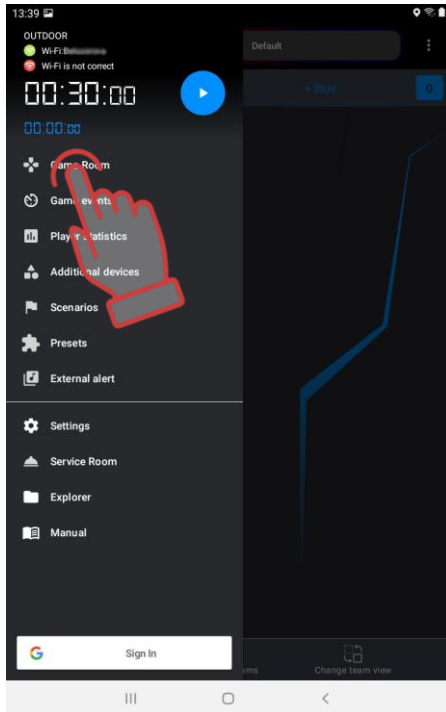 13:39
OUTDOOR
Wi-Fi:
Wi-Fi is not correct
Default
00:30:00
+ Blue 0
00:00:00
Game Room
Game events
Player statistics
Additional devices
Scenarios
Presets
External alert
Settings
Service Room
Explorer
Manual
G Sign In
Change team view